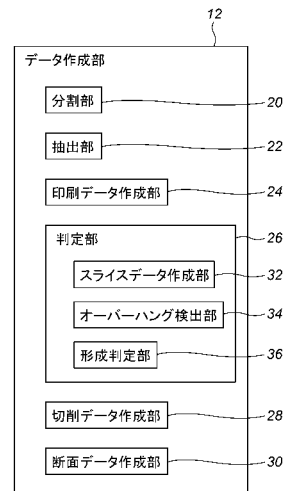 12
データ作成部
分割部 20
抽出部 22
印刷データ作成部 24
判定部 26
スライスデータ作成部 32
オーバーハング検出部 34
形成判定部 36
切削データ作成部 28
断面データ作成部 30